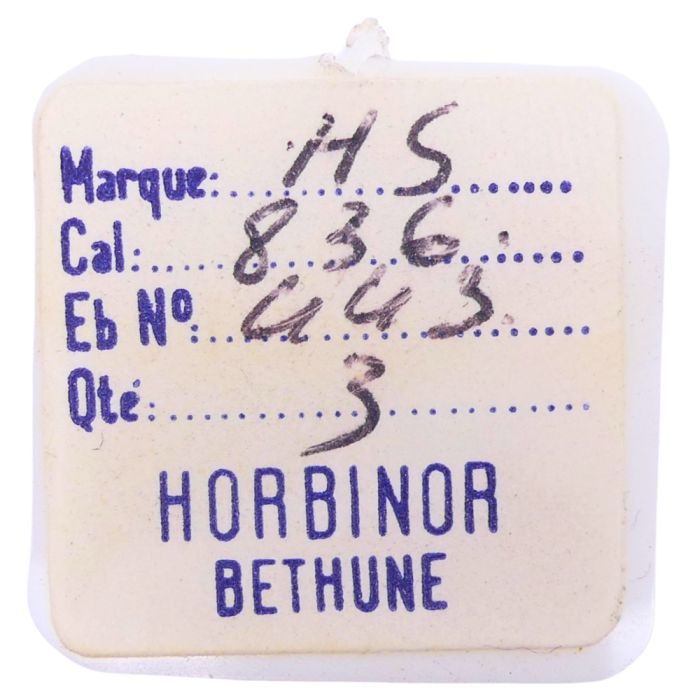 Marque: HS
Cal: 836
Eb Nº: 443
Qté: 3
HORBINOR
BETHUNE